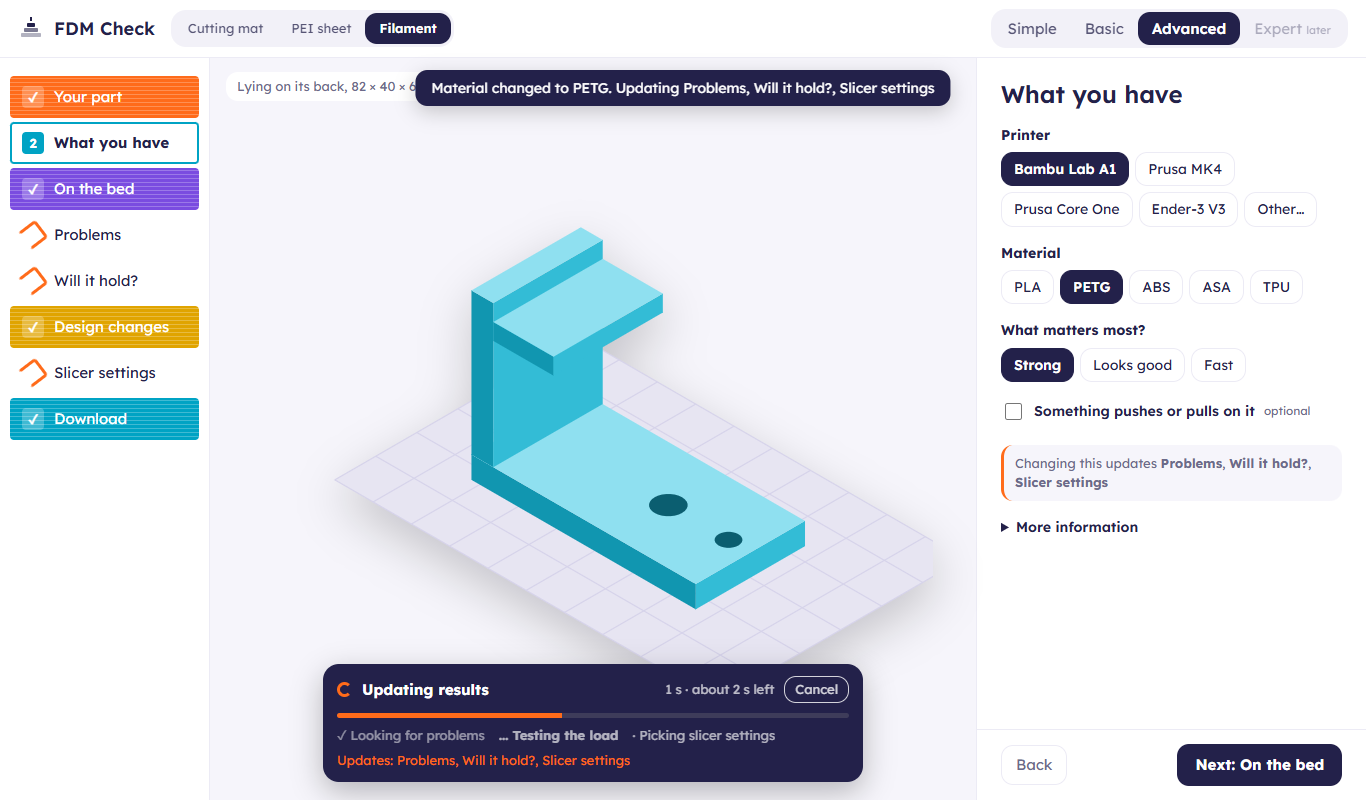 FDM Check
Cutting mat
PEI sheet
Filament
Simple
Basic
Advanced
Expert later
Your part
2 What you have
On the bed
Problems
Will it hold?
Design changes
Slicer settings
Download
Lying on its back, 82 × 40 × 6
Material changed to PETG. Updating Problems, Will it hold?, Slicer settings
Updating results
1 s · about 2 s left
Cancel
✓ Looking for problems
... Testing the load
· Picking slicer settings
Updates: Problems, Will it hold?, Slicer settings
What you have
Printer
Bambu Lab A1
Prusa MK4
Prusa Core One
Ender-3 V3
Other…
Material
PLA
PETG
ABS
ASA
TPU
What matters most?
Strong
Looks good
Fast
Something pushes or pulls on it optional
Changing this updates Problems, Will it hold?,
Slicer settings
More information
Back
Next: On the bed